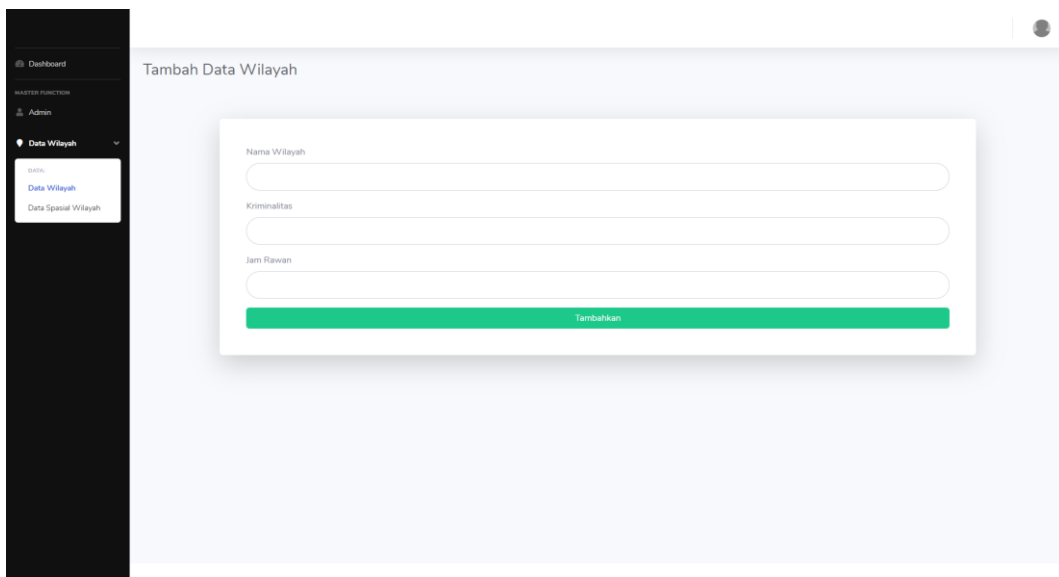 Dashboard
MASTER FUNCTION
Admin
Data Wilayah
DATA:
Data Wilayah
Data Spasial Wilayah
Tambah Data Wilayah
Nama Wilayah
Kriminalitas
Jam Rawan
Tambahkan